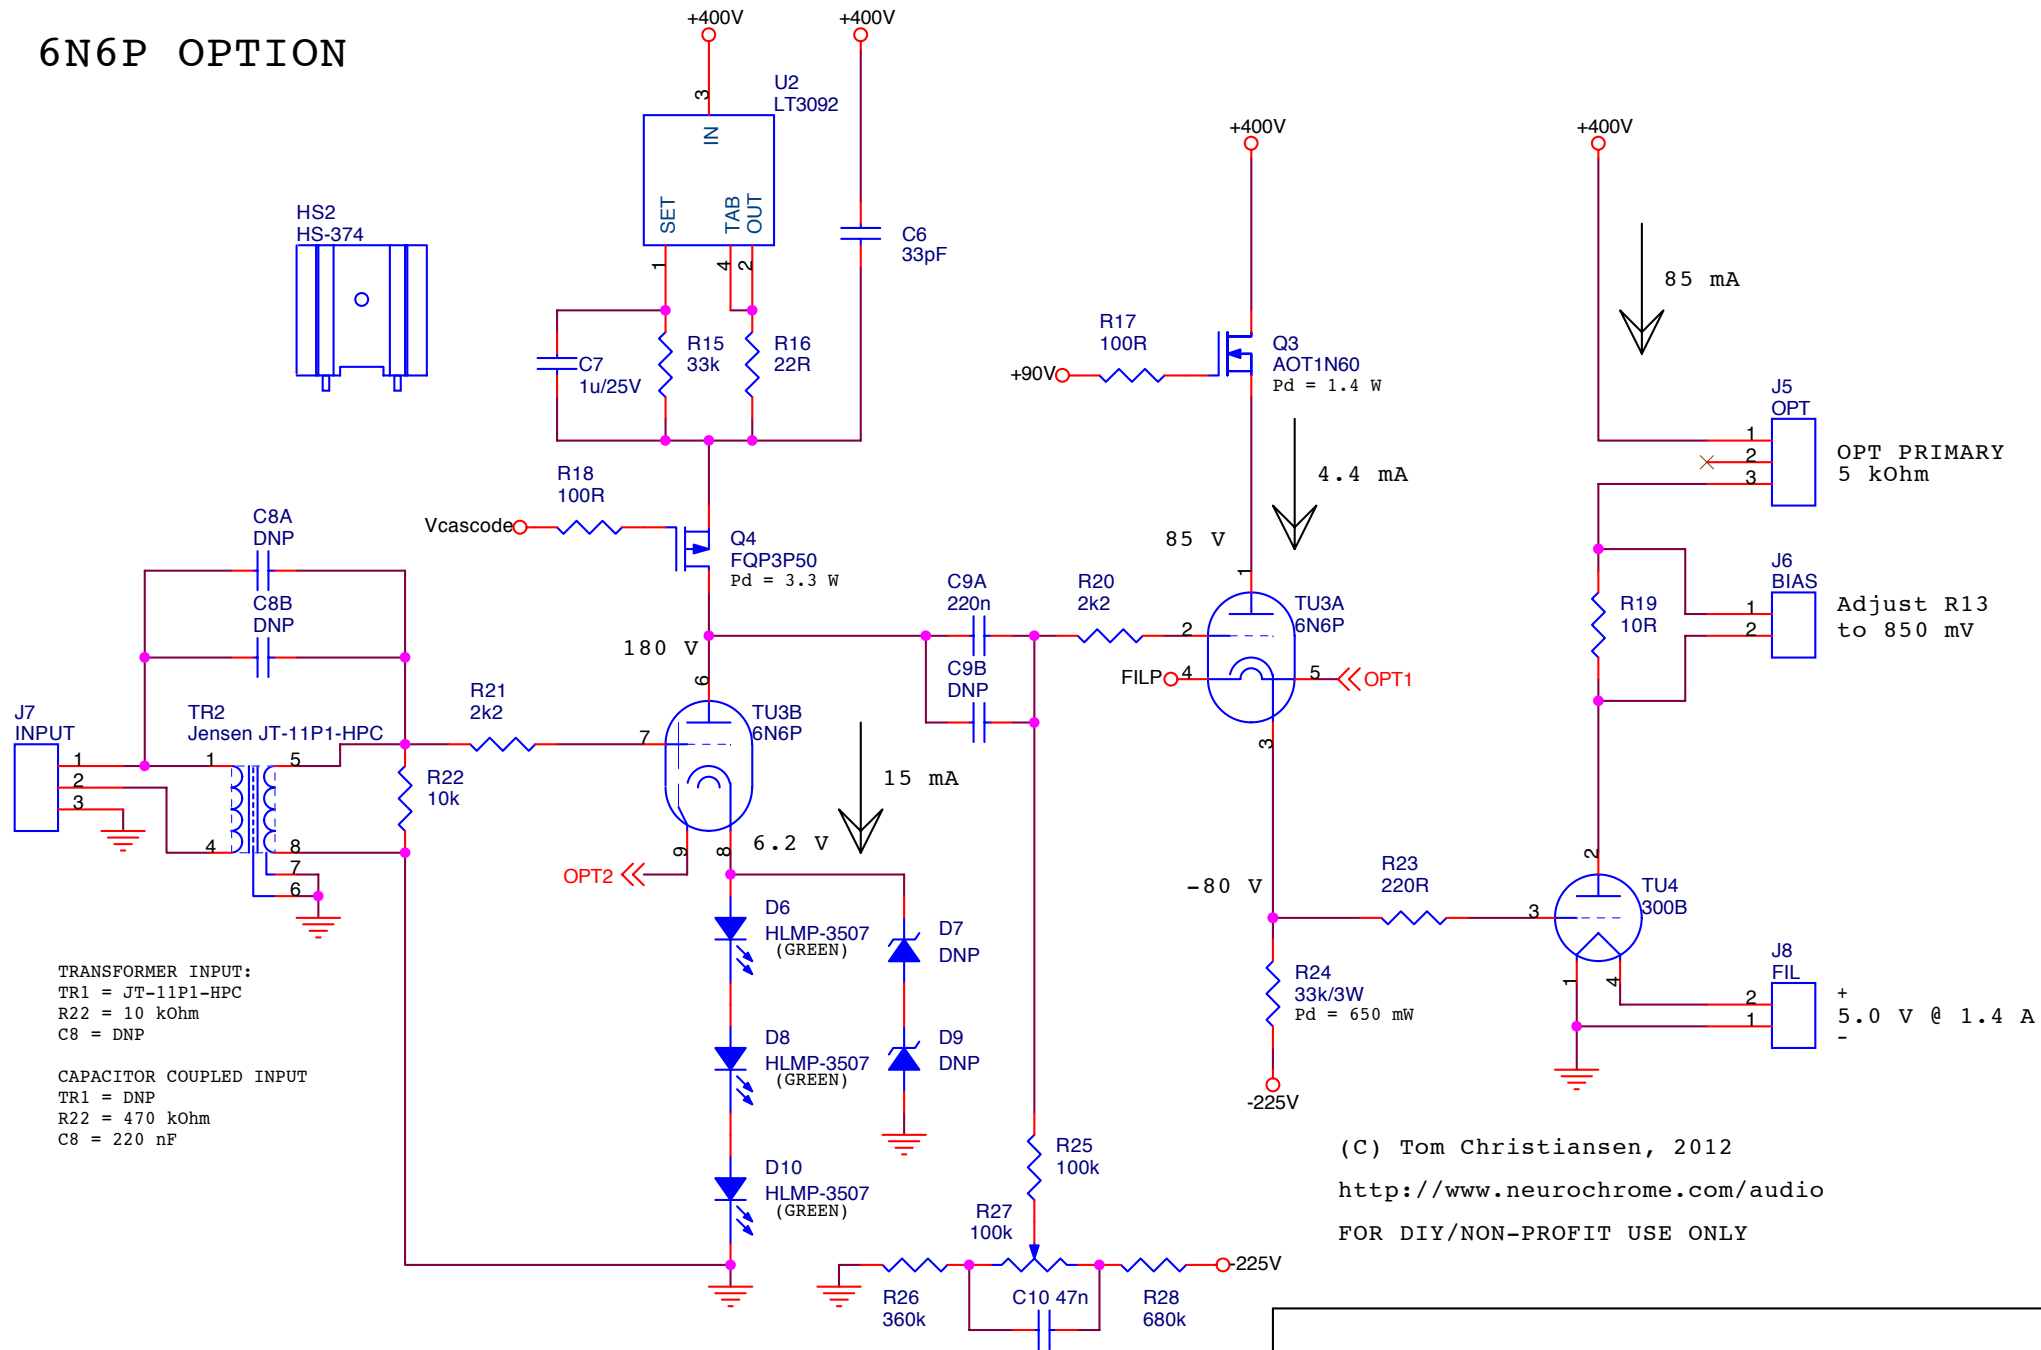 6N6P OPTION
+400V
+400V
U2
LT3092
3
IN
SET
TAB
OUT
1
4
2
C6
33pF
HS2
HS-374
C7
1u/25V
R15
33k
R16
22R
+400V
+400V
85 mA
R17
100R
+90V
Q3
AOT1N60
Pd = 1.4 W
J5
OPT
1
2
3
OPT PRIMARY
5 kOhm
4.4 mA
R18
100R
Vcascode
Q4
FQP3P50
Pd = 3.3 W
85 V
C8A
DNP
C8B
DNP
180 V
6
C9A
220n
C9B
DNP
R20
2k2
1
2
TU3A
6N6P
FILP
4
5
OPT1
3
R19
10R
J6
BIAS
1
2
Adjust R13
to 850 mV
J7
INPUT
1
2
3
TR2
Jensen JT-11P1-HPC
1
5
4
8
7
6
R21
2k2
R22
10k
7
TU3B
6N6P
15 mA
9
8
6.2 V
OPT2
-80 V
R23
220R
2
3
TU4
300B
1
4
J8
FIL
2
1
+
5.0 V @ 1.4 A
-
D6
HLMP-3507
(GREEN)
D7
DNP
R24
33k/3W
Pd = 650 mW
-225V
TRANSFORMER INPUT:
TR1 = JT-11P1-HPC
R22 = 10 kOhm
C8 = DNP
D8
HLMP-3507
(GREEN)
D9
DNP
CAPACITOR COUPLED INPUT
TR1 = DNP
R22 = 470 kOhm
C8 = 220 nF
D10
HLMP-3507
(GREEN)
R25
100k
R27
100k
R26
360k
C10 47n
R28
680k
-225V
(C) Tom Christiansen, 2012
http://www.neurochrome.com/audio
FOR DIY/NON-PROFIT USE ONLY